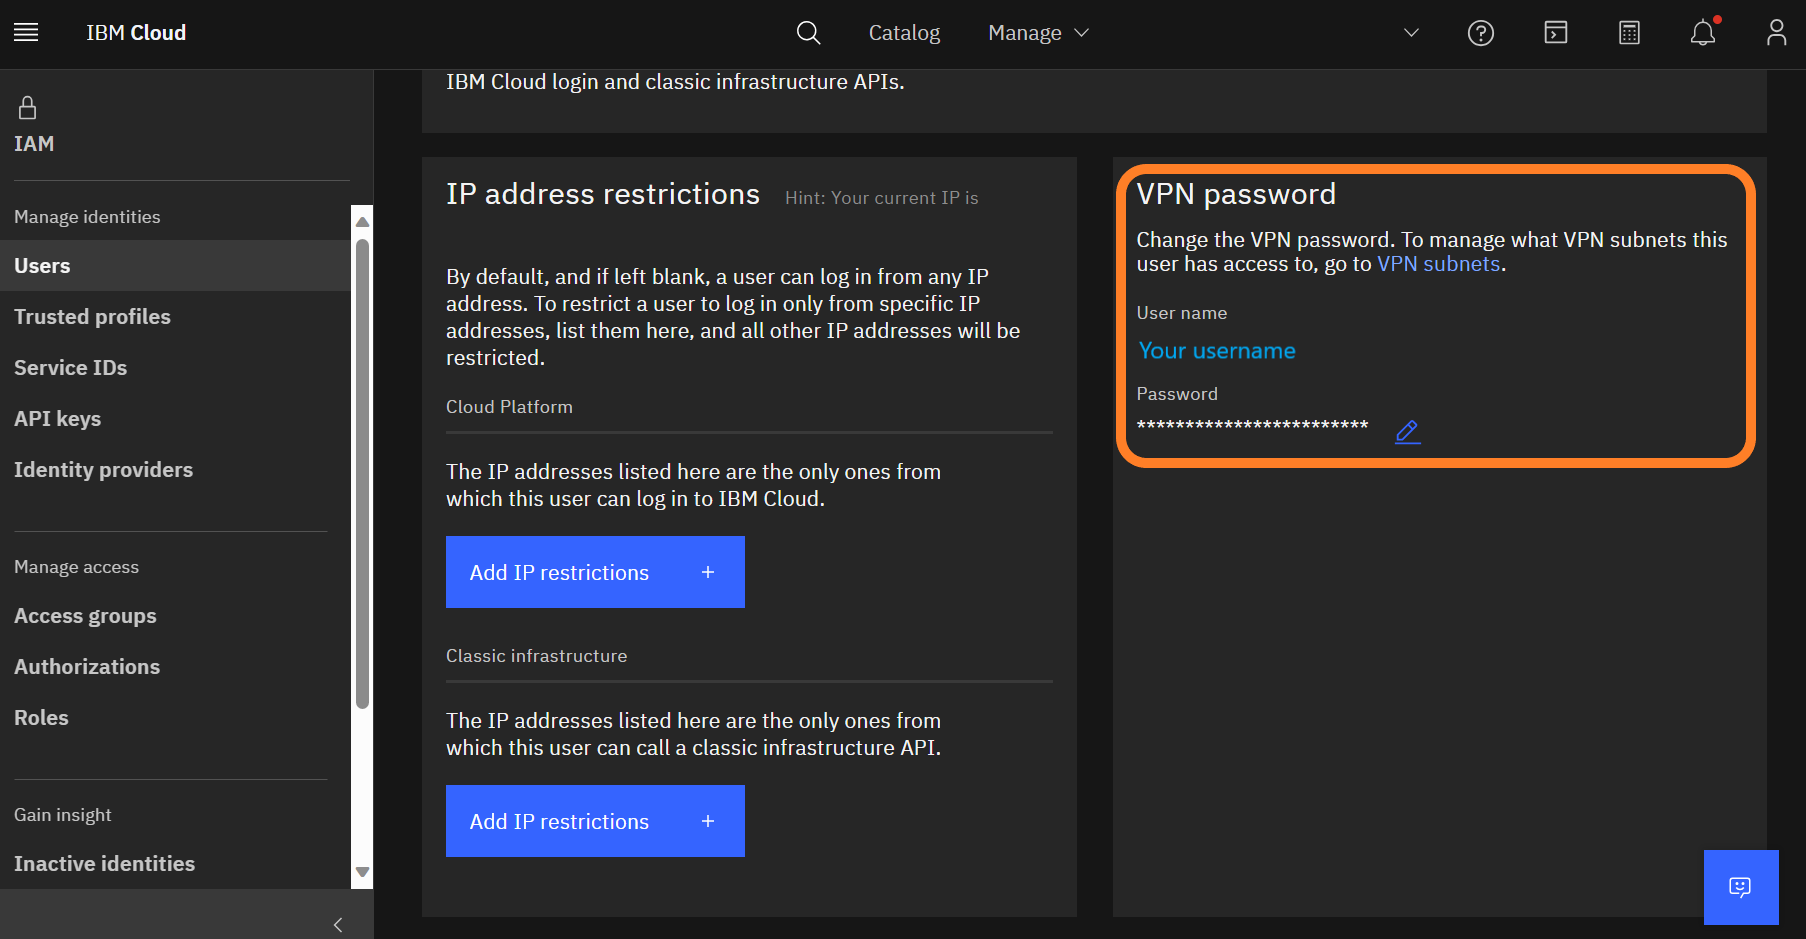 IBM Cloud
Catalog
Manage
IAM
Manage identities
Users
Trusted profiles
Service IDs
API keys
Identity providers
Manage access
Access groups
Authorizations
Roles
Gain insight
Inactive identities
IBM Cloud login and classic infrastructure APIs.
IP address restrictions
Hint: Your current IP is
By default, and if left blank, a user can log in from any IP
address. To restrict a user to log in only from specific IP
addresses, list them here, and all other IP addresses will be
restricted.
Cloud Platform
The IP addresses listed here are the only ones from
which this user can log in to IBM Cloud.
Add IP restrictions +
Classic infrastructure
The IP addresses listed here are the only ones from
which this user can call a classic infrastructure API.
Add IP restrictions +
VPN password
Change the VPN password. To manage what VPN subnets this
user has access to, go to VPN subnets.
User name
Your username
Password
************************